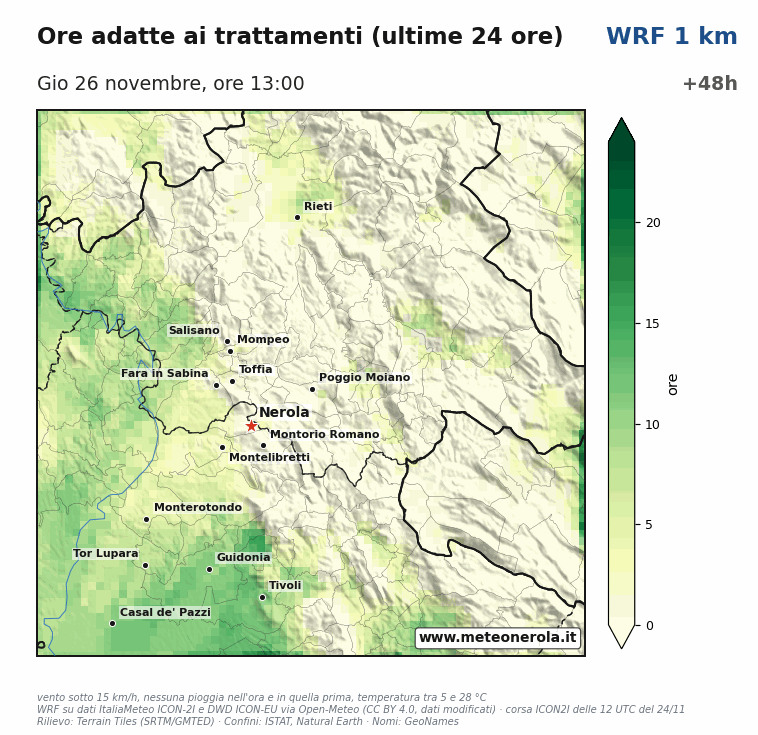 Ore adatte ai trattamenti (ultime 24 ore)
WRF 1 km
Gio 26 novembre, ore 13:00
+48h
Rieti
Salisano
Mompeo
Fara in Sabina
Toffia
Poggio Moiano
Nerola
Montorio Romano
Montelibretti
Monterotondo
Tor Lupara
Guidonia
Tivoli
Casal de' Pazzi
www.meteonerola.it
20
15
10
5
0
ore
vento sotto 15 km/h, nessuna pioggia nell'ora e in quella prima, temperatura tra 5 e 28 °C
WRF su dati ItaliaMeteo ICON-2I e DWD ICON-EU via Open-Meteo (CC BY 4.0, dati modificati) · corsa ICON2I delle 12 UTC del 24/11
Rilievo: Terrain Tiles (SRTM/GMTED) · Confini: ISTAT, Natural Earth · Nomi: GeoNames